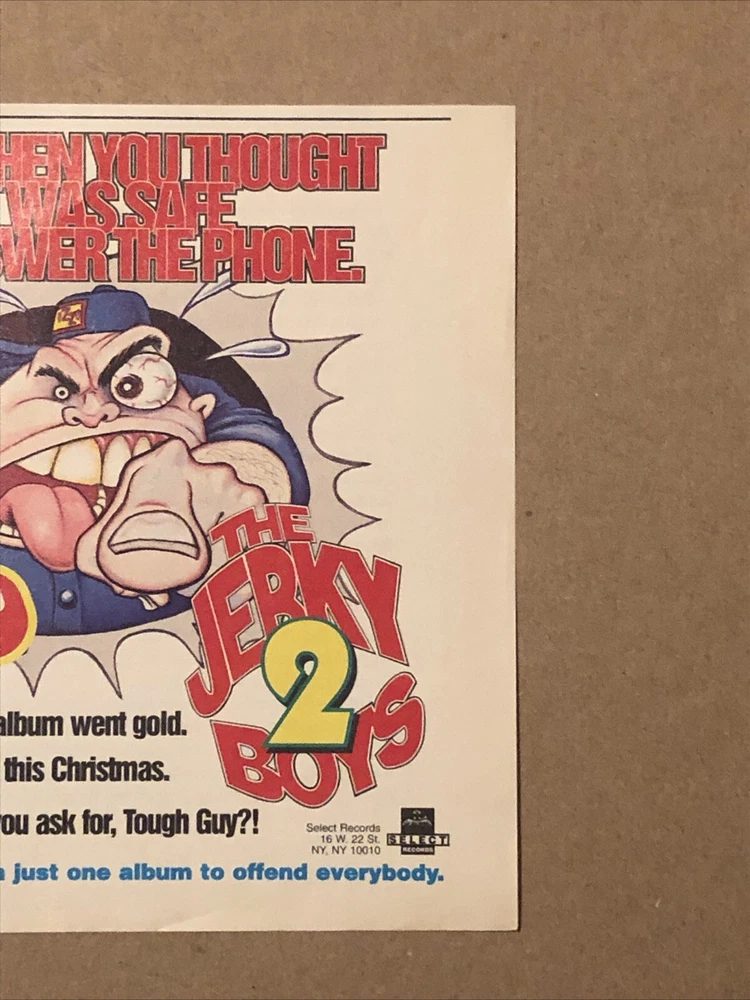 HEN YOU THOUGHT
WAS SAFE
WER THE PHONE.
THE
JERKY
2
BOYS
album went gold.
this Christmas.
ou ask for, Tough Guy?!
Select Records
16 W. 22 St.
NY, NY 10010
SELECT
RECORDS
just one album to offend everybody.